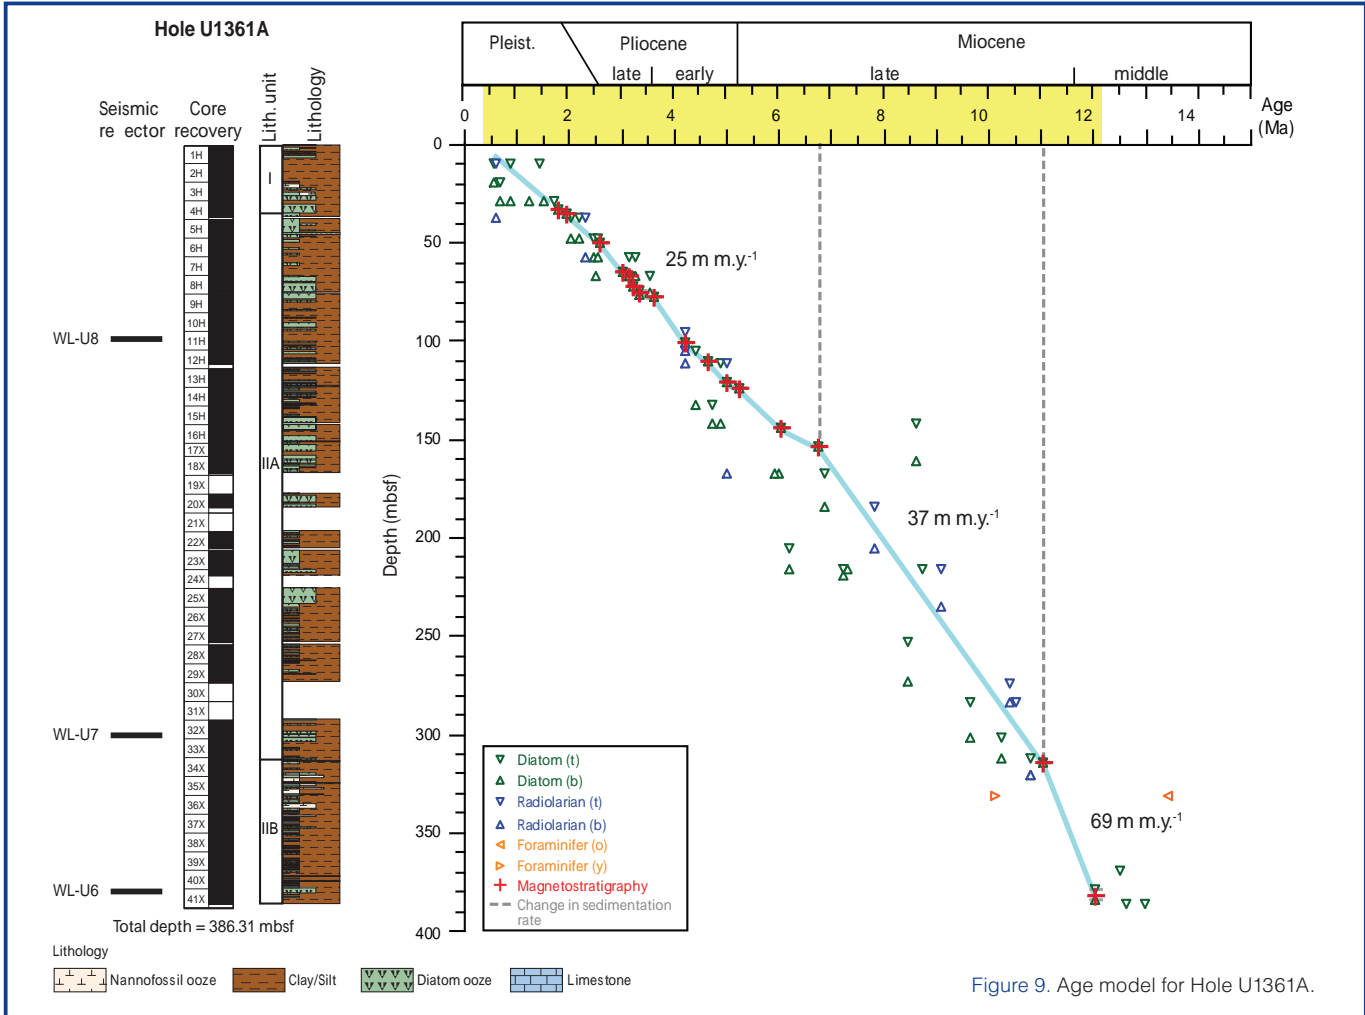 Hole U1361A
Seismic
re ector
Core
recovery
Lith. unit
Lithology
1H
2H
3H
4H
5H
6H
7H
8H
9H
10H
11H
12H
13H
14H
15H
16H
17X
18X
19X
20X
21X
22X
23X
24X
25X
26X
27X
28X
29X
30X
31X
32X
33X
34X
35X
36X
37X
38X
39X
40X
41X
I
IIA
IIB
WL-U8
WL-U7
WL-U6
Total depth = 386.31 mbsf
Pleist.
Pliocene
Miocene
late
early
late
middle
0
2
4
6
8
10
12
14
Age
(Ma)
Depth (mbsf)
0
50
100
150
200
250
300
350
400
25 m m.y.-1
37 m m.y.-1
69 m m.y.-1
Diatom (t)
Diatom (b)
Radiolarian (t)
Radiolarian (b)
Foraminifer (o)
Foraminifer (y)
Magnetostratigraphy
Change in sedimentation
rate
Lithology
Nannofossil ooze
Clay/Silt
Diatom ooze
Limestone
Figure 9. Age model for Hole U1361A.